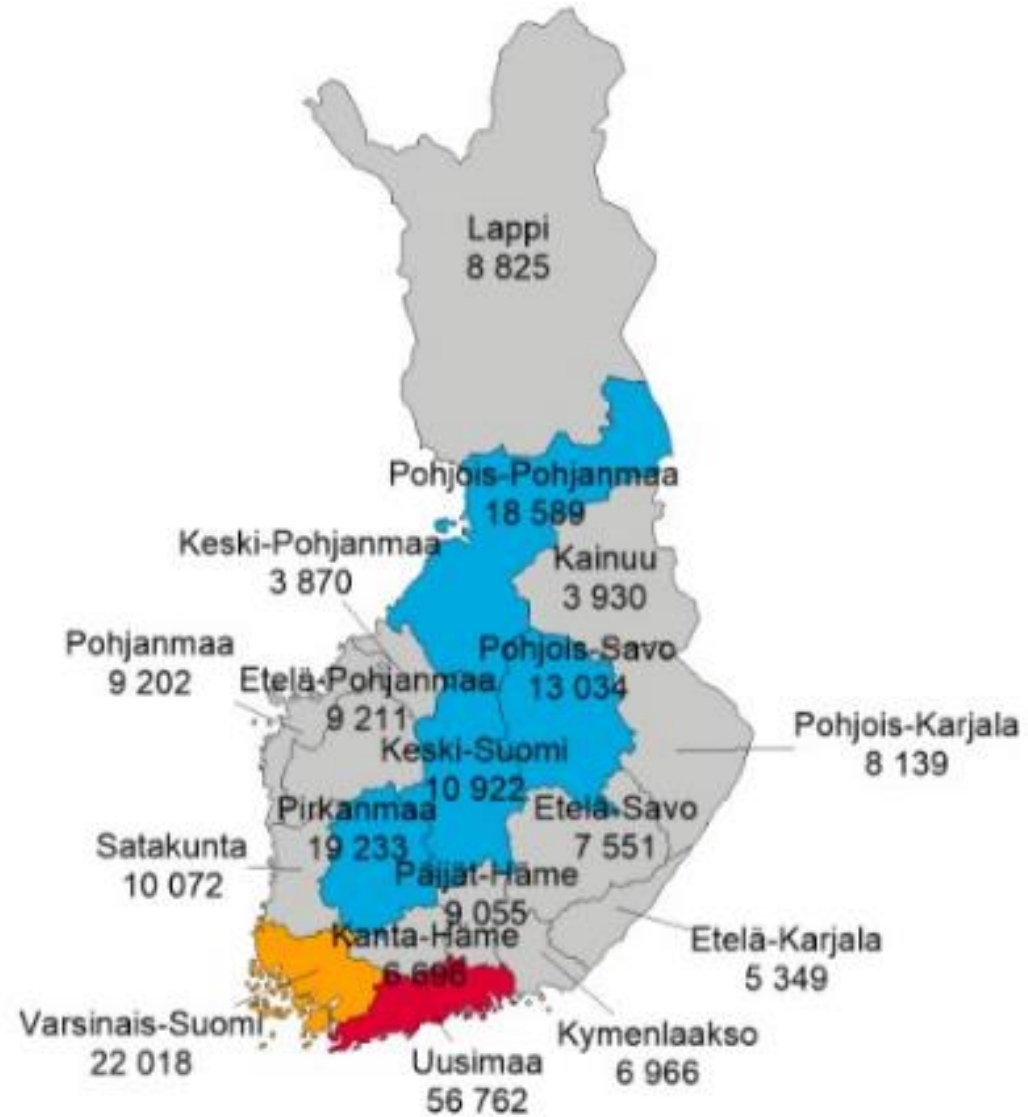 Lappi
8 825
Pohjois-Pohjanmaa
18 589
Keski-Pohjanmaa
3 870
Kainuu
3 930
Pohjanmaa
9 202
Etelä-Pohjanmaa
9 211
Pohjois-Savo
13 034
Pohjois-Karjala
8 139
Keski-Suomi
10 922
Pirkanmaa
19 233
Etelä-Savo
7 551
Satakunta
10 072
Päijät-Häme
9 055
Kanta-Häme
6 698
Etelä-Karjala
5 349
Varsinais-Suomi
22 018
Uusimaa
56 762
Kymenlaakso
6 966